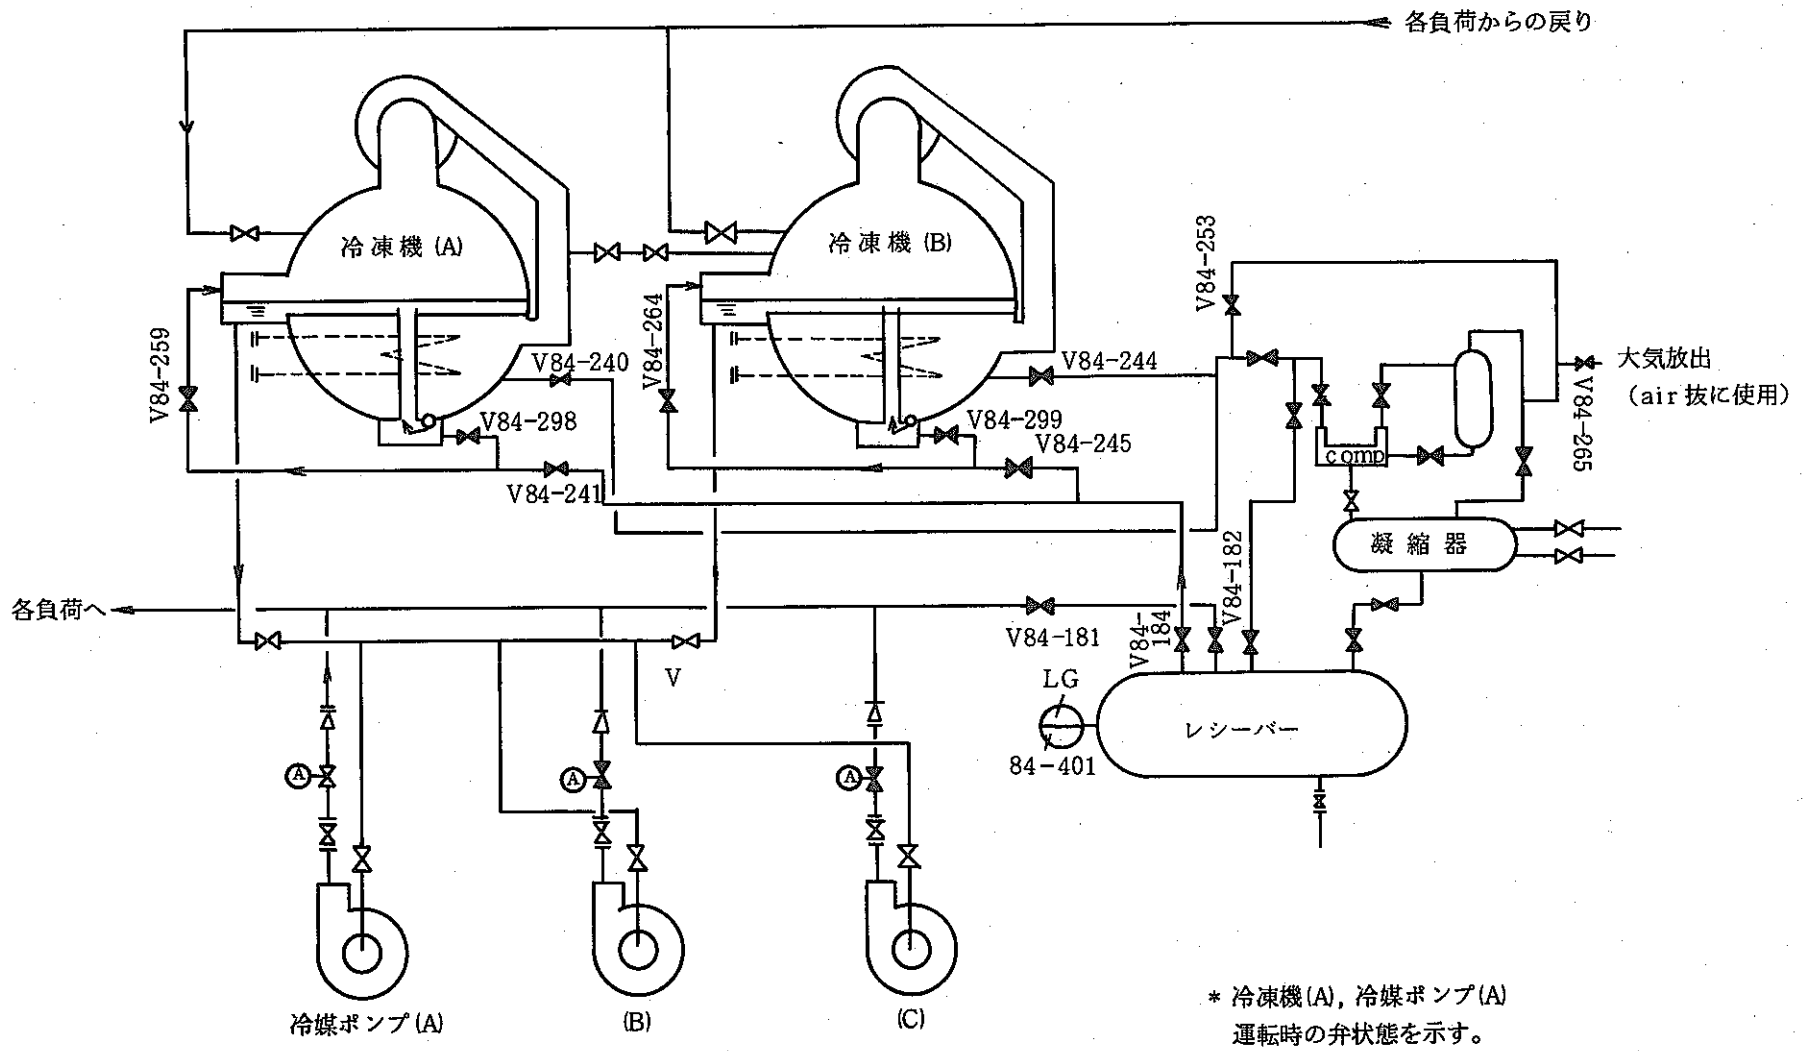 各負荷からの戻り
冷凍機(A)
冷凍機(B)
V84-253
V84-259
V84-264
V84-240
V84-244
大気放出
(air抜に使用)
V84-265
V84-298
V84-299
V84-245
comp
V84-241
凝縮器
V84-182
各負荷へ
V84-181
V84-
184
V
LG
84-401
レシーバー
A
A
A
冷媒ポンプ(A)
(B)
(C)
* 冷凍機(A), 冷媒ポンプ(A)
運転時の弁状態を示す。